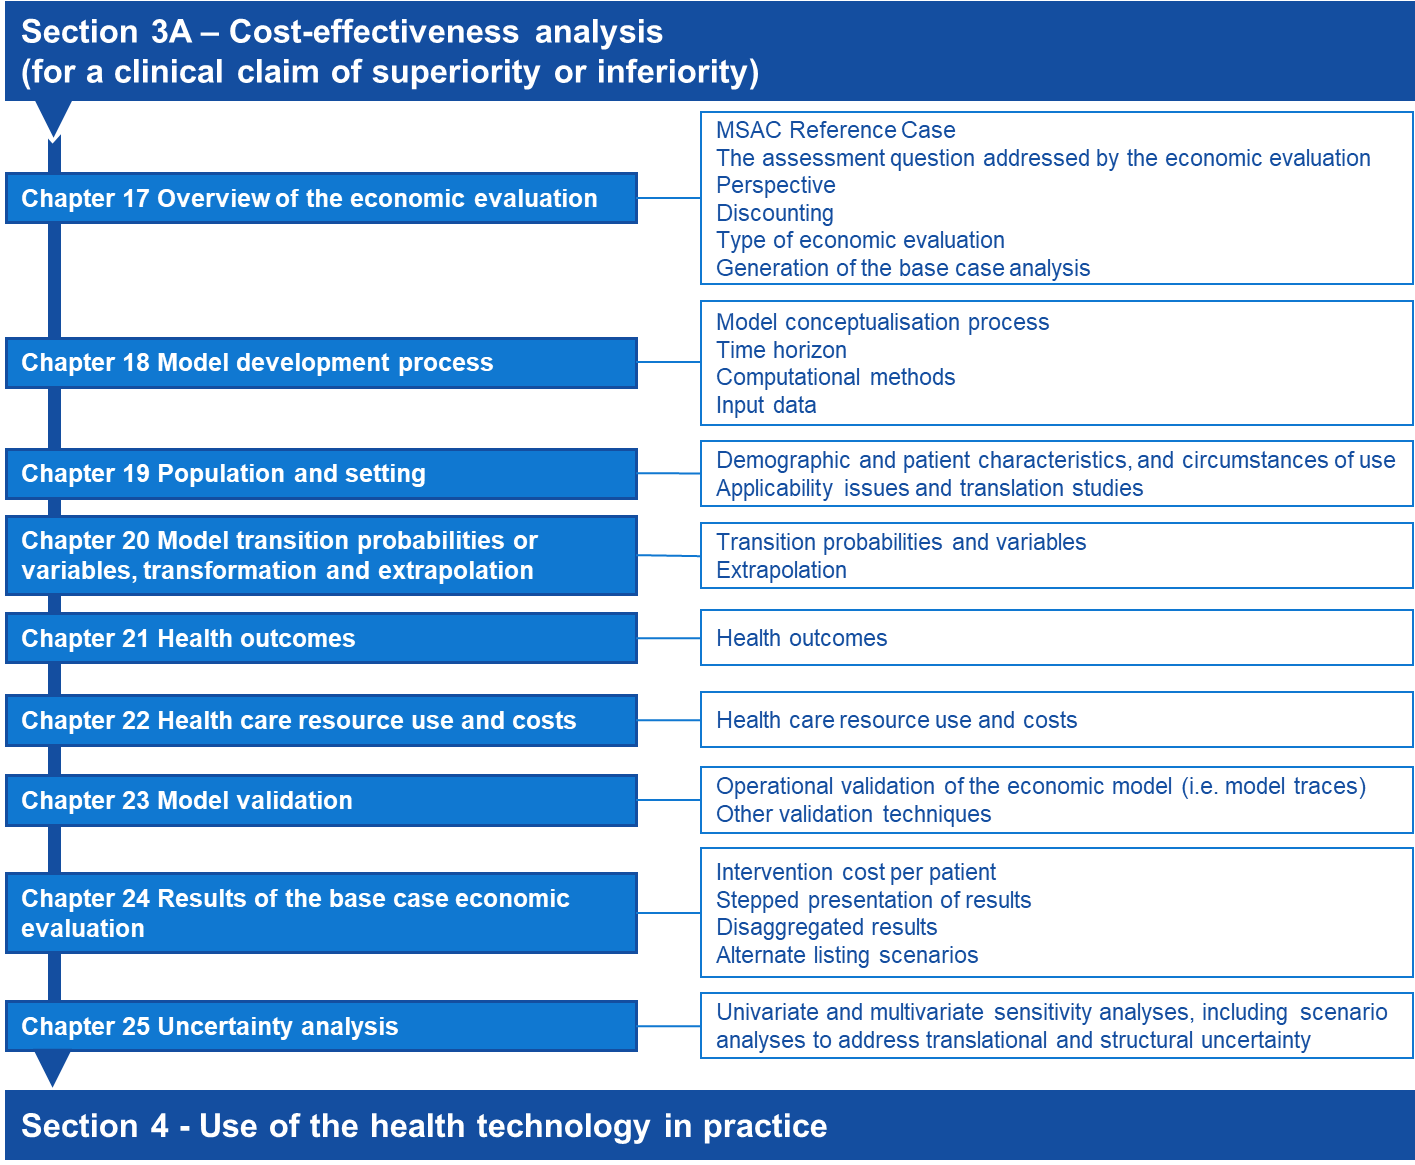 Section 3A – Cost-effectiveness analysis
(for a clinical claim of superiority or inferiority)
Chapter 17 Overview of the economic evaluation
MSAC Reference Case
The assessment question addressed by the economic evaluation
Perspective
Discounting
Type of economic evaluation
Generation of the base case analysis
Chapter 18 Model development process
Model conceptualisation process
Time horizon
Computational methods
Input data
Chapter 19 Population and setting
Demographic and patient characteristics, and circumstances of use
Applicability issues and translation studies
Chapter 20 Model transition probabilities or
variables, transformation and extrapolation
Transition probabilities and variables
Extrapolation
Chapter 21 Health outcomes
Health outcomes
Chapter 22 Health care resource use and costs
Health care resource use and costs
Chapter 23 Model validation
Operational validation of the economic model (i.e. model traces)
Other validation techniques
Chapter 24 Results of the base case economic
evaluation
Intervention cost per patient
Stepped presentation of results
Disaggregated results
Alternate listing scenarios
Chapter 25 Uncertainty analysis
Univariate and multivariate sensitivity analyses, including scenario
analyses to address translational and structural uncertainty
Section 4 - Use of the health technology in practice